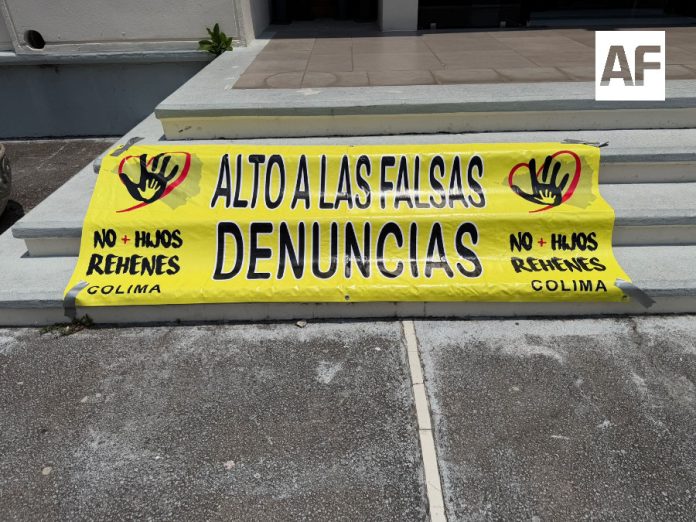 AF
ALTO A LAS FALSAS
DENUNCIAS
NO + HIJOS
REHENES
COLIMA
NO + HIJOS
REHENES
COLIMA